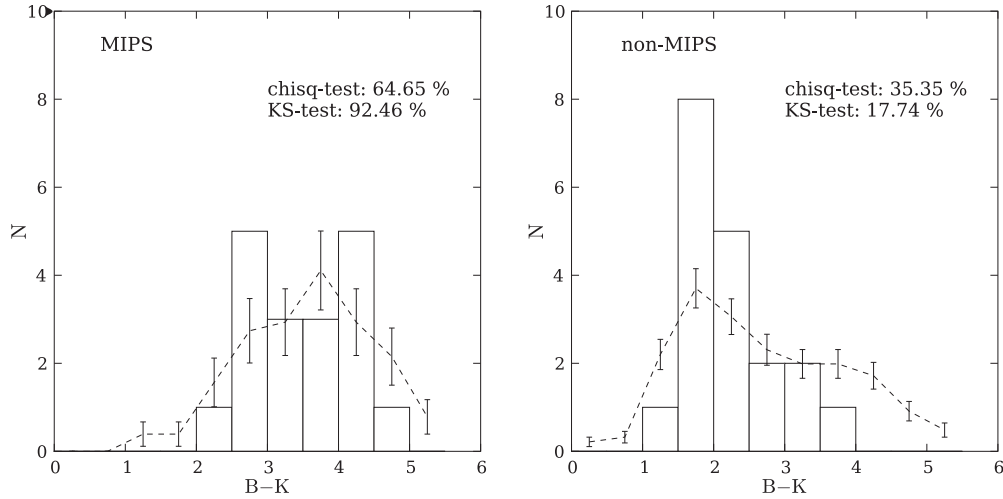 MIPS
chisq-test: 64.65 %
KS-test: 92.46 %
N
10
8
6
4
2
0
0 1 2 3 4 5 6
B−K
non-MIPS
chisq-test: 35.35 %
KS-test: 17.74 %
N
10
8
6
4
2
0
0 1 2 3 4 5 6
B−K